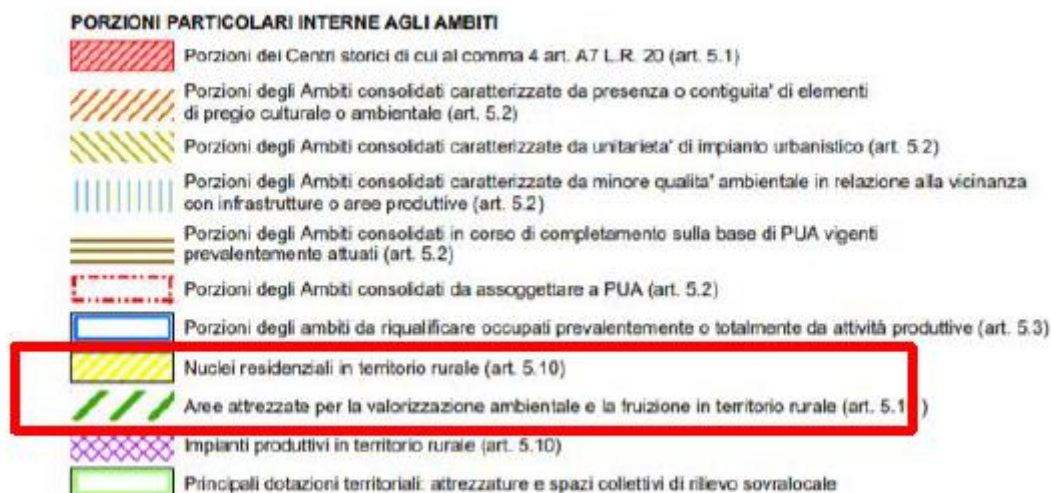 PORZIONI PARTICOLARI INTERNE AGLI AMBITI
Porzioni dei Centri storici di cui al comma 4 art. A7 L.R. 20 (art. 5.1)
Porzioni degli Ambiti consolidati caratterizzate da presenza o contiguita' di elementi
di pregio culturale o ambientale (art. 5.2)
Porzioni degli Ambiti consolidati caratterizzate da unitarieta' di impianto urbanistico (art. 5.2)
Porzioni degli Ambiti consolidati caratterizzate da minore qualita' ambientale in relazione alla vicinanza
con infrastrutture o aree produttive (art. 5.2)
Porzioni degli Ambiti consolidati in corso di completamento sulla base di PUA vigenti
prevalentemente attuati (art. 5.2)
Porzioni degli Ambiti consolidati da assoggettare a PUA (art. 5.2)
Porzioni degli ambiti da riqualificare occupati prevalentemente o totalmente da attività produttive (art. 5.3)
Nuclei residenziali in territorio rurale (art. 5.10)
Aree attrezzate per la valorizzazione ambientale e la fruizione in territorio rurale (art.
Impianti produttivi in territorio rurale (art. 5.10)
Principali dotazioni territoriali: attrezzature e spazi collettivi di rilievo sovralocale